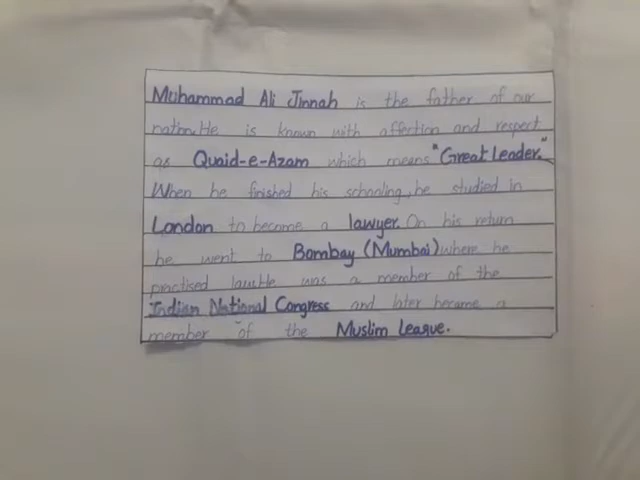 Muhammad Ali Jinnah is the father of our
nation. He is known with affection and respect
as Quaid-e-Azam which means "Great Leader."
When he finished his schooling, he studied in
London to become a lawyer. On his return
he went to Bombay (Mumbai) where he
practised law. He was a member of the
Indian National Congress and later became a
member of the Muslim League.